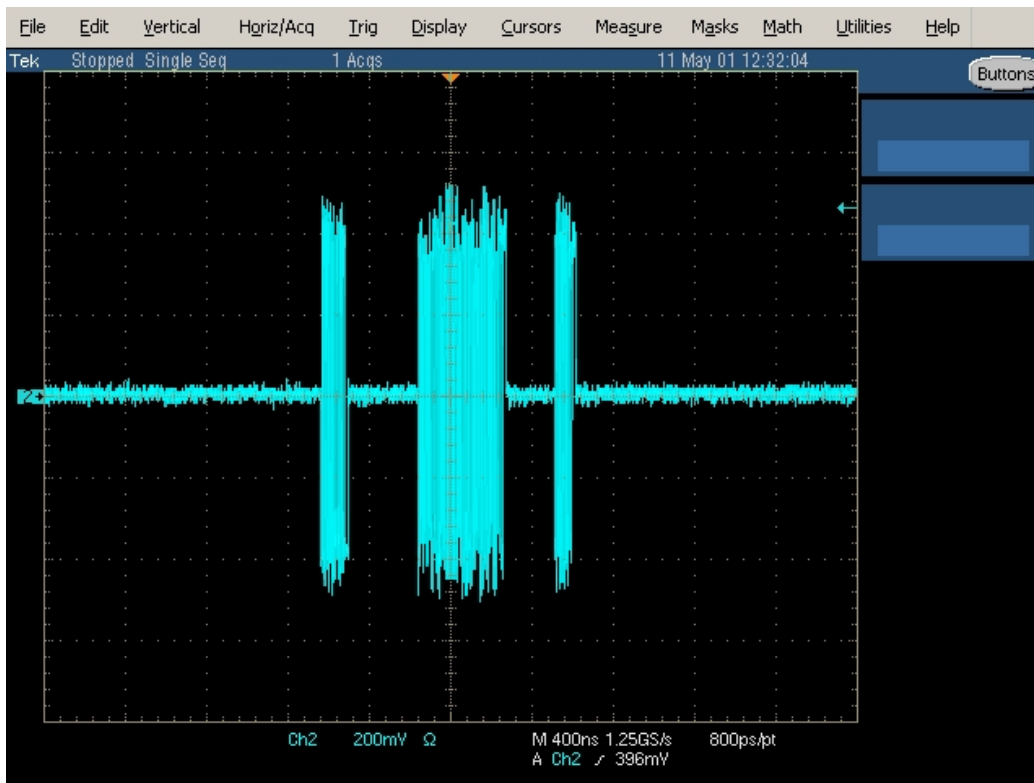 File Edit Vertical Horiz/Acq Trig Display Cursors Measure Masks Math Utilities Help
Tek Stopped Single Seq 1 Acqs 11 May 01 12:32:04
Buttons
2
Ch2 200mV Ω M 400ns 1.25GS/s 800ps/pt
A Ch2 ∕ 396mV